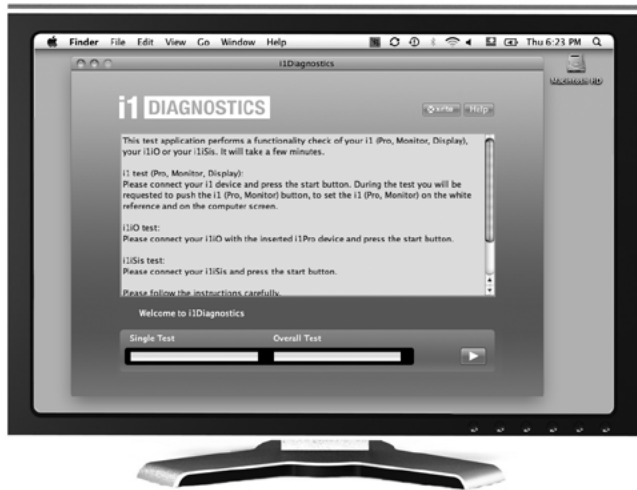 Finder File Edit View Go Window Help Thu 6:23 PM
i1Diagnostics
Macintosh HD
i1 DIAGNOSTICS
x·rite Help
This test application performs a functionality check of your i1 (Pro, Monitor, Display),
your i1iO or your i1iSis. It will take a few minutes.
i1 test (Pro, Monitor, Display):
Please connect your i1 device and press the start button. During the test you will be
requested to push the i1 (Pro, Monitor) button, to set the i1 (Pro, Monitor) on the white
reference and on the computer screen.
i1iO test:
Please connect your i1iO with the inserted i1Pro device and press the start button.
i1iSis test:
Please connect your i1iSis and press the start button.
Please follow the instructions carefully.
Welcome to i1Diagnostics
Single Test Overall Test